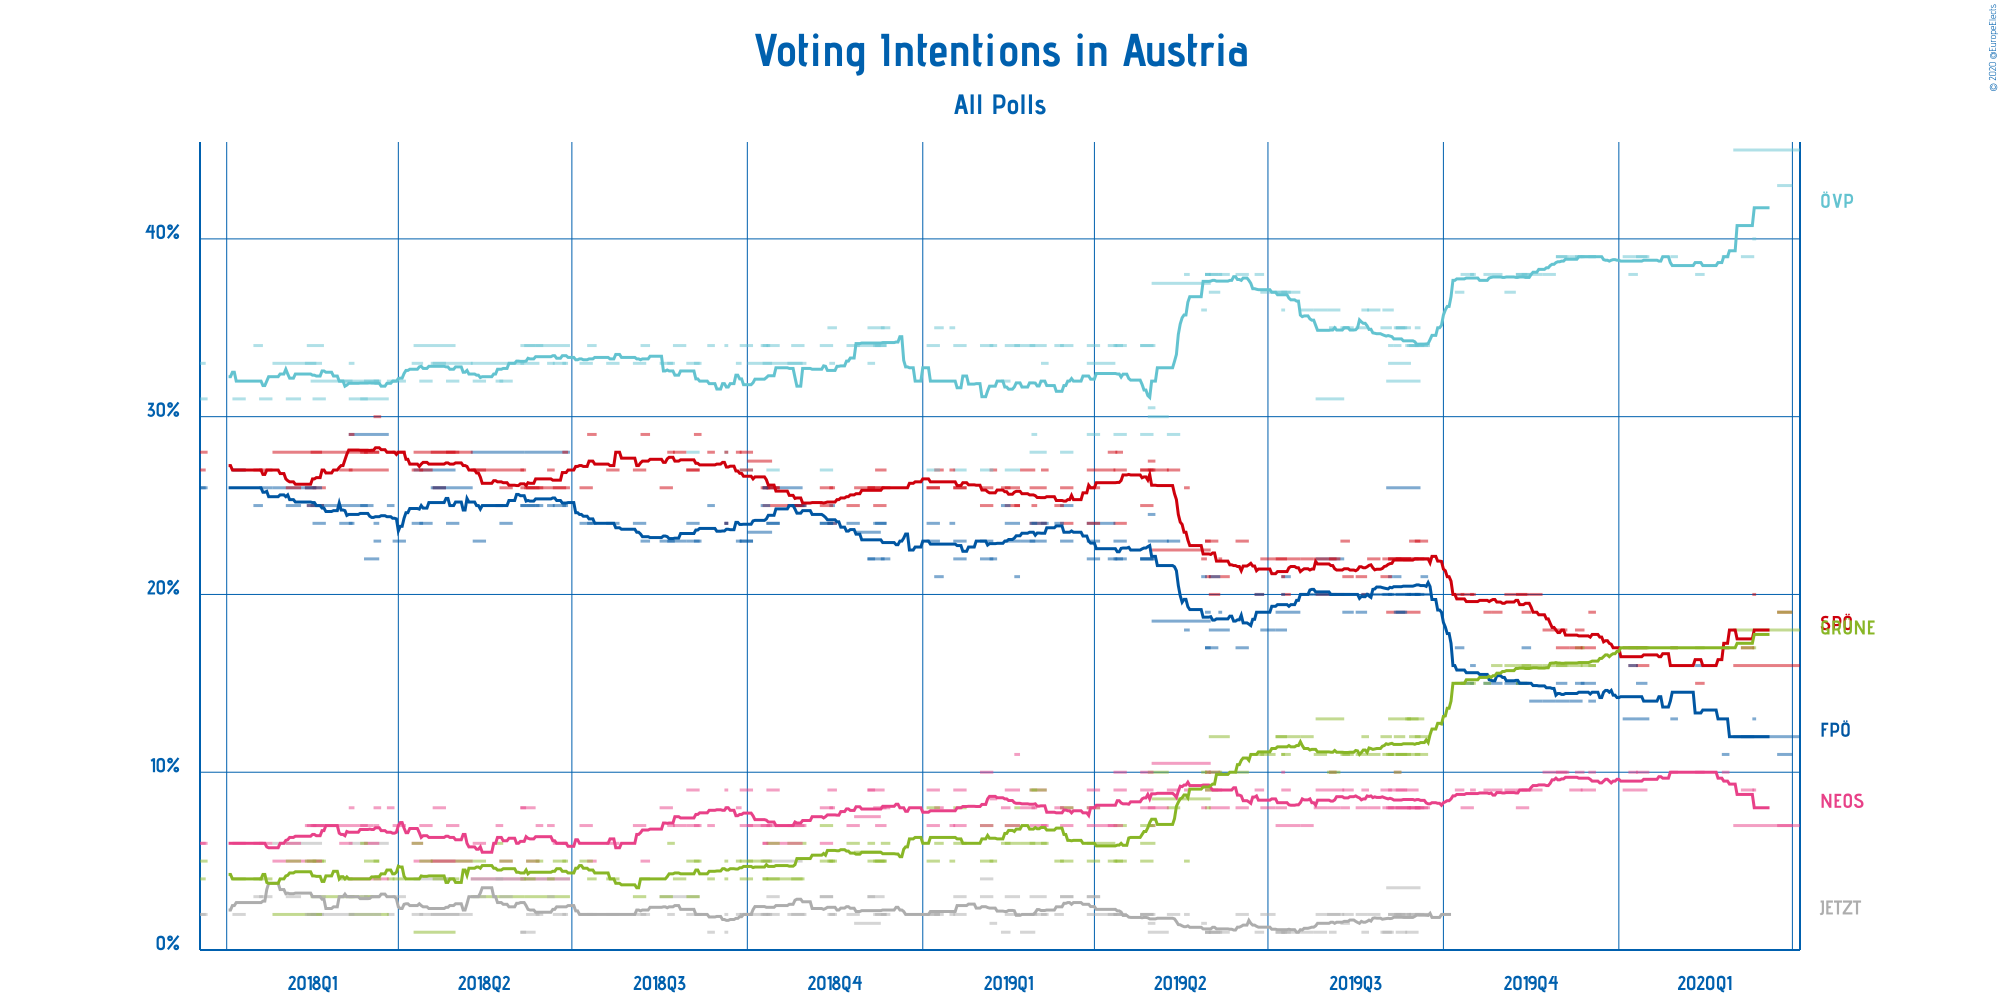 © 2020 @EuropeElects
Voting Intentions in Austria
All Polls
40%
30%
20%
10%
0%
ÖVP
SPÖ
GRÜNE
FPÖ
NEOS
JETZT
2018Q1 2018Q2 2018Q3 2018Q4 2019Q1 2019Q2 2019Q3 2019Q4 2020Q1